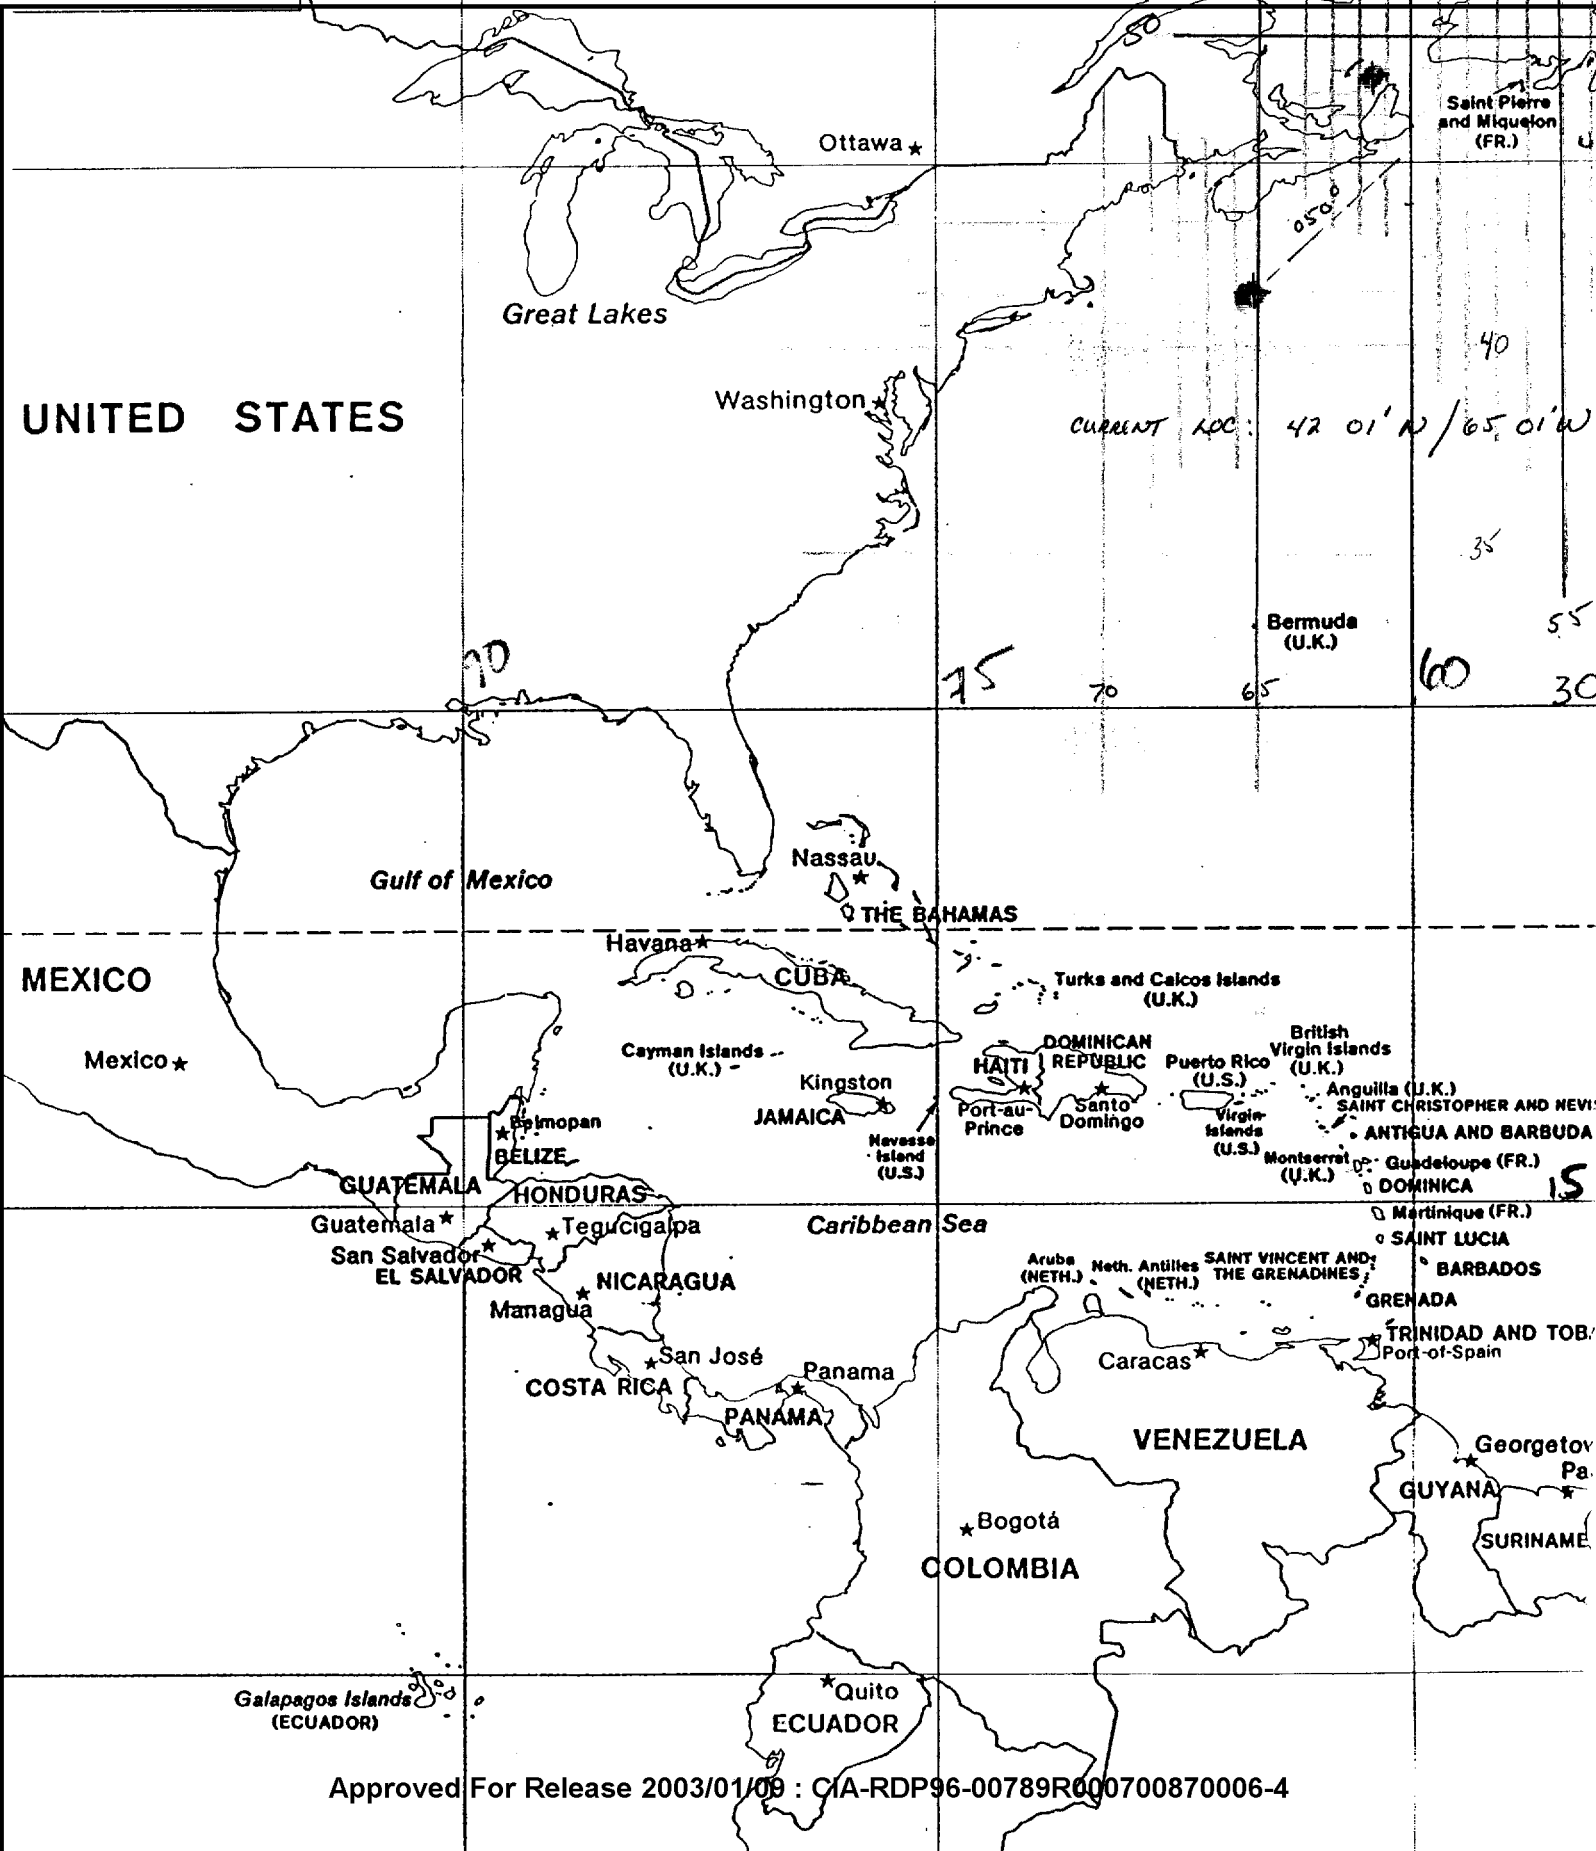 50
Saint Pierre
and Miquelon
(FR.)
Ottawa
050°
Great Lakes
40
Washington
UNITED STATES
CURRENT LOC: 42 01' N / 65 01' W
35
Bermuda
(U.K.)
55
90
75
70
65
60
30
Nassau
Gulf of Mexico
THE BAHAMAS
Havana
CUBA
MEXICO
Turks and Caicos Islands
(U.K.)
Mexico
Cayman Islands
(U.K.)
HAITI
DOMINICAN
REPUBLIC
Puerto Rico
(U.S.)
British
Virgin Islands
(U.K.)
Kingston
JAMAICA
Port-au-
Prince
Santo
Domingo
Virgin
Islands
(U.S.)
Anguilla (U.K.)
SAINT CHRISTOPHER AND NEVIS
ANTIGUA AND BARBUDA
Navassa
Island
(U.S.)
Montserrat
(U.K.)
Guadeloupe (FR.)
DOMINICA
15
Belmopan
BELIZE
GUATEMALA
HONDURAS
Guatemala
Tegucigalpa
Caribbean Sea
Martinique (FR.)
San Salvador
EL SALVADOR
SAINT LUCIA
Aruba
(NETH.)
Neth. Antilles
(NETH.)
SAINT VINCENT AND
THE GRENADINES
BARBADOS
NICARAGUA
Managua
GRENADA
TRINIDAD AND TOB
Port-of-Spain
San José
Panama
Caracas
COSTA RICA
PANAMA
VENEZUELA
Georgetow
Pa
GUYANA
Bogotá
SURINAME
COLOMBIA
Galapagos Islands
(ECUADOR)
Quito
ECUADOR
Approved For Release 2003/01/09 : CIA-RDP96-00789R000700870006-4